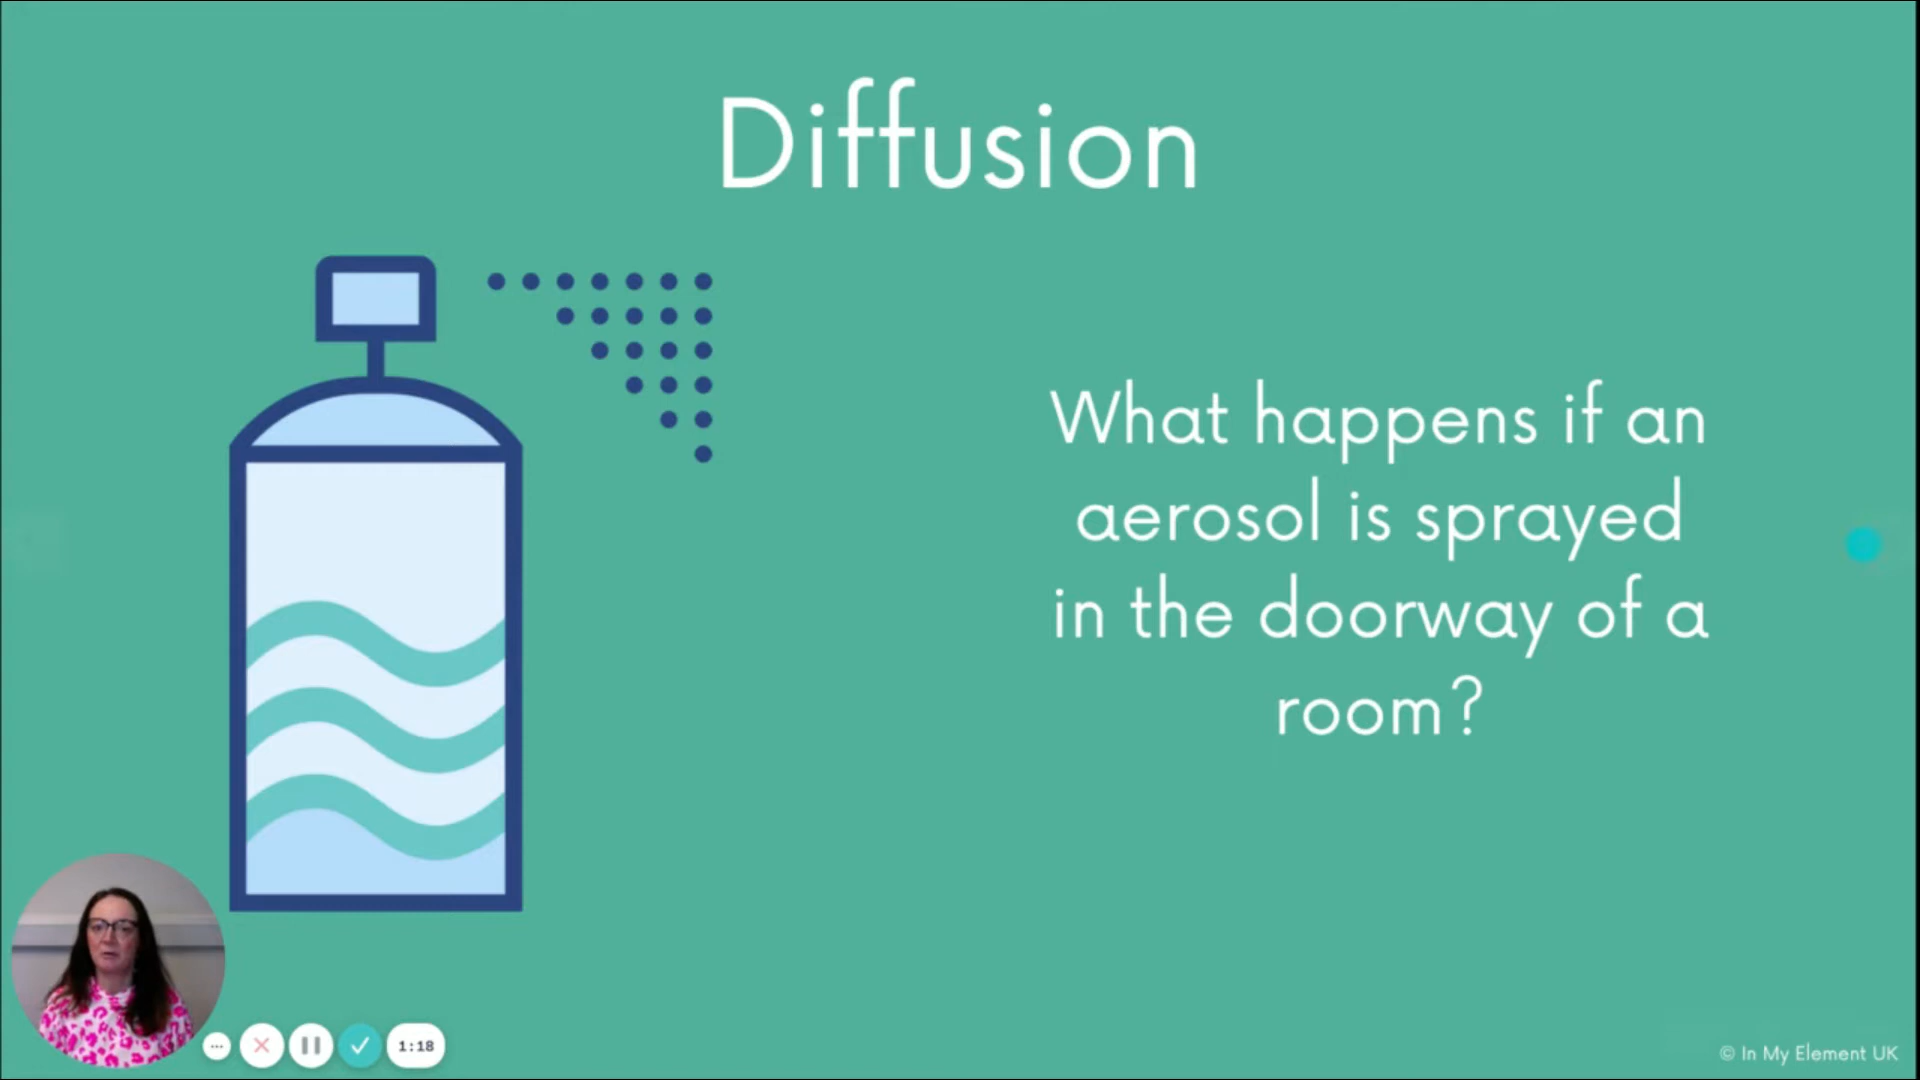 Diffusion
What happens if an
aerosol is sprayed
in the doorway of a
room?
1:18
© In My Element UK